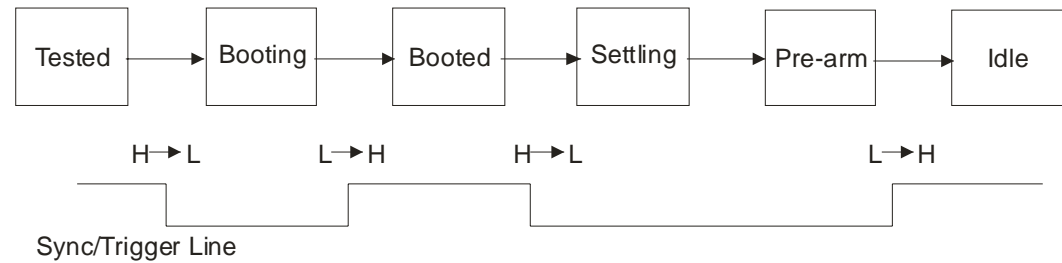 Tested Booting Booted Settling Pre-arm Idle
H → L L → H H → L L → H
Sync/Trigger Line